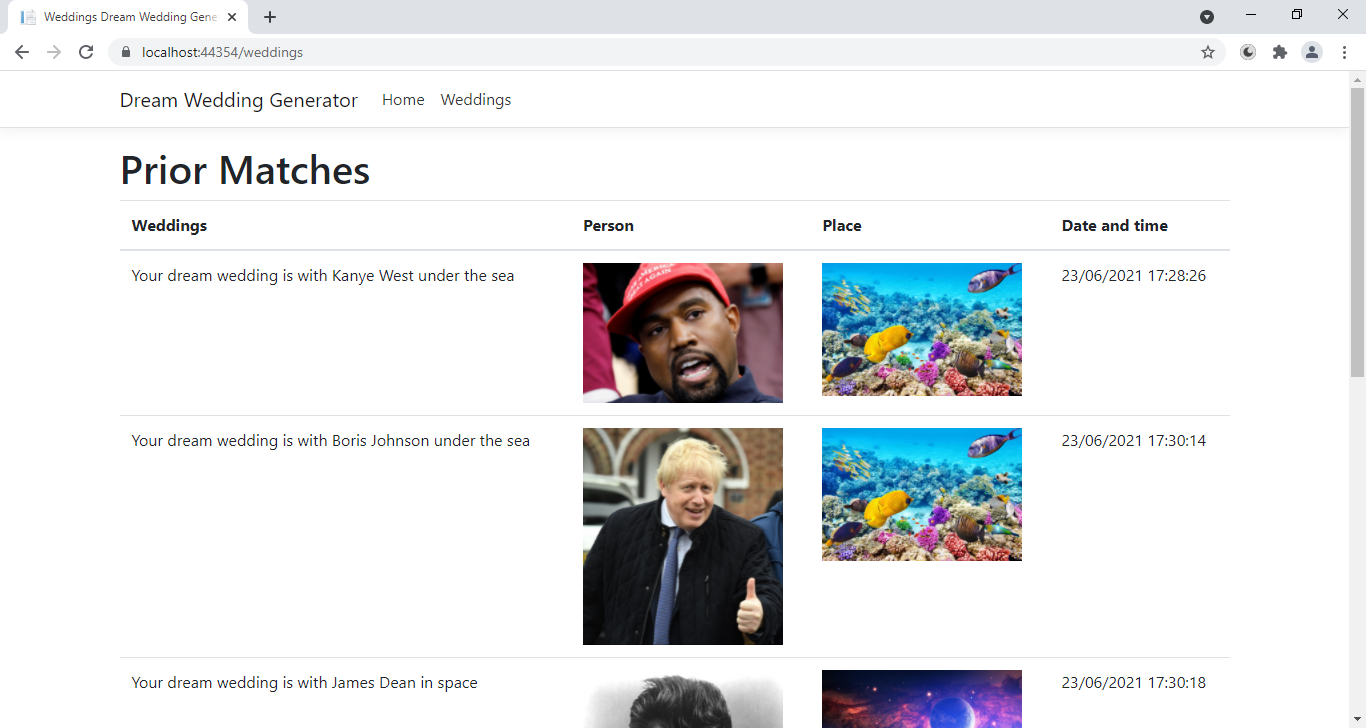 Weddings Dream Wedding Gene
localhost:44354/weddings
Dream Wedding Generator Home Weddings
Prior Matches
Weddings Person Place Date and time
Your dream wedding is with Kanye West under the sea 23/06/2021 17:28:26
AMERICA
AT AGAIN
Your dream wedding is with Boris Johnson under the sea 23/06/2021 17:30:14
Your dream wedding is with James Dean in space 23/06/2021 17:30:18